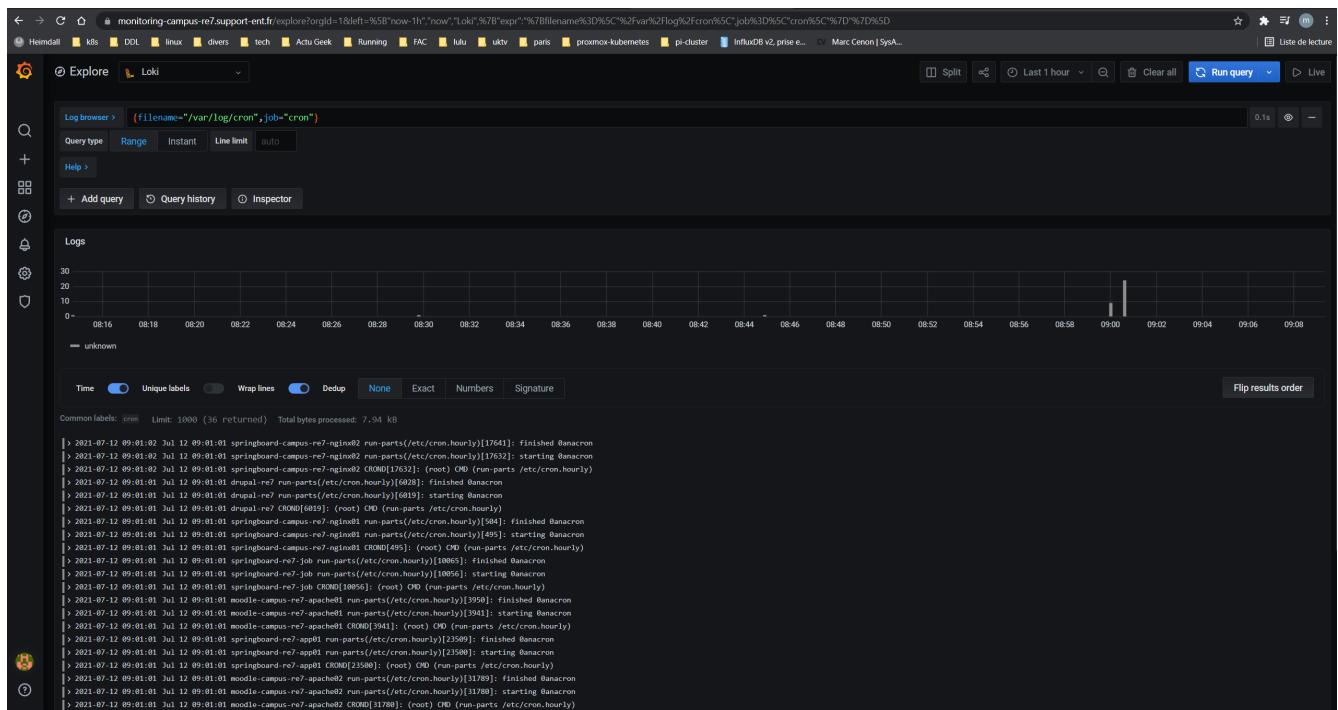 monitoring-campus-re7.support-ent.fr/explore?orgId=1&left=%5B"now-1h","now","Loki",%7B"expr":"%7Bfilename%3D%5C"%2Fvar%2Flog%2Fcron%5C",job%3D%5C"cron%5C"%7D"%7D%5D
Heimdall k8s DDL linux divers tech Actu Geek Running FAC lulu uktv paris proxmox-kubernetes pi-cluster InfluxDB v2, prise e... CV Marc Cenon | SysA... Liste de lecture
Explore Loki Split Last 1 hour Clear all Run query Live
Log browser > {filename="/var/log/cron",job="cron"} 0.1s
Query type Range Instant Line limit auto
Help >
+ Add query Query history Inspector
Logs
30
20
10
0
08:16 08:18 08:20 08:22 08:24 08:26 08:28 08:30 08:32 08:34 08:36 08:38 08:40 08:42 08:44 08:46 08:48 08:50 08:52 08:54 08:56 08:58 09:00 09:02 09:04 09:06 09:08
unknown
Time Unique labels Wrap lines Dedup None Exact Numbers Signature Flip results order
Common labels: cron Limit: 1000 (36 returned) Total bytes processed: 7.94 kB
> 2021-07-12 09:01:02 Jul 12 09:01:01 springboard-campus-re7-nginx02 run-parts(/etc/cron.hourly)[17641]: finished 0anacron
> 2021-07-12 09:01:02 Jul 12 09:01:01 springboard-campus-re7-nginx02 run-parts(/etc/cron.hourly)[17632]: starting 0anacron
> 2021-07-12 09:01:02 Jul 12 09:01:01 springboard-campus-re7-nginx02 CROND[17632]: (root) CMD (run-parts /etc/cron.hourly)
> 2021-07-12 09:01:01 Jul 12 09:01:01 drupal-re7 run-parts(/etc/cron.hourly)[6028]: finished 0anacron
> 2021-07-12 09:01:01 Jul 12 09:01:01 drupal-re7 run-parts(/etc/cron.hourly)[6019]: starting 0anacron
> 2021-07-12 09:01:01 Jul 12 09:01:01 drupal-re7 CROND[6019]: (root) CMD (run-parts /etc/cron.hourly)
> 2021-07-12 09:01:01 Jul 12 09:01:01 springboard-campus-re7-nginx01 run-parts(/etc/cron.hourly)[504]: finished 0anacron
> 2021-07-12 09:01:01 Jul 12 09:01:01 springboard-campus-re7-nginx01 run-parts(/etc/cron.hourly)[495]: starting 0anacron
> 2021-07-12 09:01:01 Jul 12 09:01:01 springboard-campus-re7-nginx01 CROND[495]: (root) CMD (run-parts /etc/cron.hourly)
> 2021-07-12 09:01:01 Jul 12 09:01:01 springboard-re7-job run-parts(/etc/cron.hourly)[10065]: finished 0anacron
> 2021-07-12 09:01:01 Jul 12 09:01:01 springboard-re7-job run-parts(/etc/cron.hourly)[10056]: starting 0anacron
> 2021-07-12 09:01:01 Jul 12 09:01:01 springboard-re7-job CROND[10056]: (root) CMD (run-parts /etc/cron.hourly)
> 2021-07-12 09:01:01 Jul 12 09:01:01 moodle-campus-re7-apache01 run-parts(/etc/cron.hourly)[3950]: finished 0anacron
> 2021-07-12 09:01:01 Jul 12 09:01:01 moodle-campus-re7-apache01 run-parts(/etc/cron.hourly)[3941]: starting 0anacron
> 2021-07-12 09:01:01 Jul 12 09:01:01 moodle-campus-re7-apache01 CROND[3941]: (root) CMD (run-parts /etc/cron.hourly)
> 2021-07-12 09:01:01 Jul 12 09:01:01 springboard-re7-app01 run-parts(/etc/cron.hourly)[23509]: finished 0anacron
> 2021-07-12 09:01:01 Jul 12 09:01:01 springboard-re7-app01 run-parts(/etc/cron.hourly)[23500]: starting 0anacron
> 2021-07-12 09:01:01 Jul 12 09:01:01 springboard-re7-app01 CROND[23500]: (root) CMD (run-parts /etc/cron.hourly)
> 2021-07-12 09:01:01 Jul 12 09:01:01 moodle-campus-re7-apache02 run-parts(/etc/cron.hourly)[31789]: finished 0anacron
> 2021-07-12 09:01:01 Jul 12 09:01:01 moodle-campus-re7-apache02 run-parts(/etc/cron.hourly)[31780]: starting 0anacron
> 2021-07-12 09:01:01 Jul 12 09:01:01 moodle-campus-re7-apache02 CROND[31780]: (root) CMD (run-parts /etc/cron.hourly)